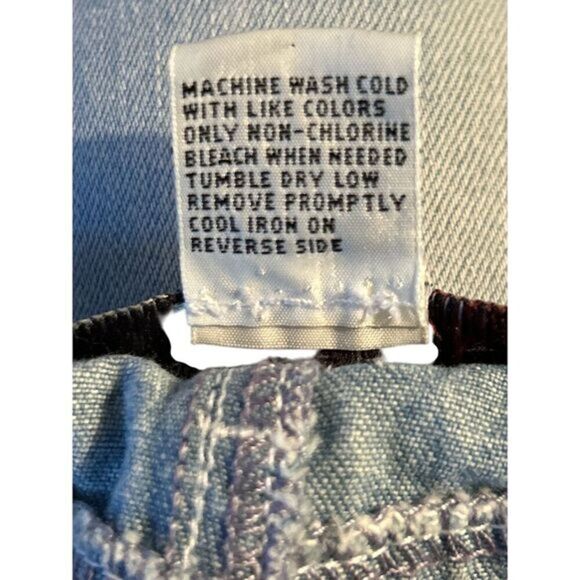 MACHINE WASH COLD
WITH LIKE COLORS
ONLY NON-CHLORINE
BLEACH WHEN NEEDED
TUMBLE DRY LOW
REMOVE PROMPTLY
COOL IRON ON
REVERSE SIDE